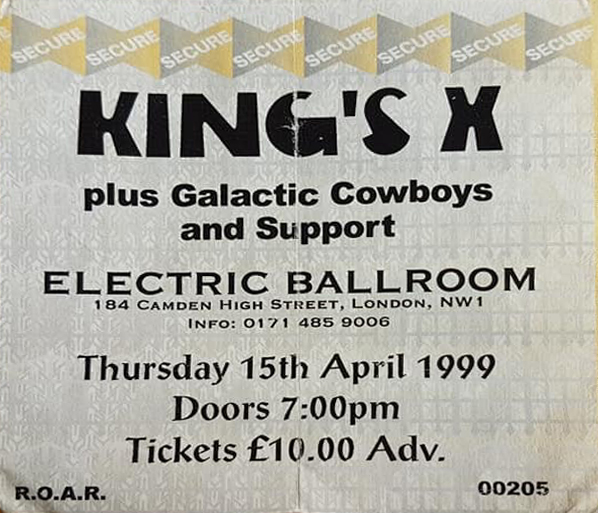 SECURE SECURE SECURE SECURE SECURE SECURE SECURE SECURE
KING'S X
plus Galactic Cowboys
and Support
ELECTRIC BALLROOM
184 CAMDEN HIGH STREET, LONDON, NW1
INFO: 0171 485 9006
Thursday 15th April 1999
Doors 7:00pm
Tickets £10.00 Adv.
R.O.A.R. 00205